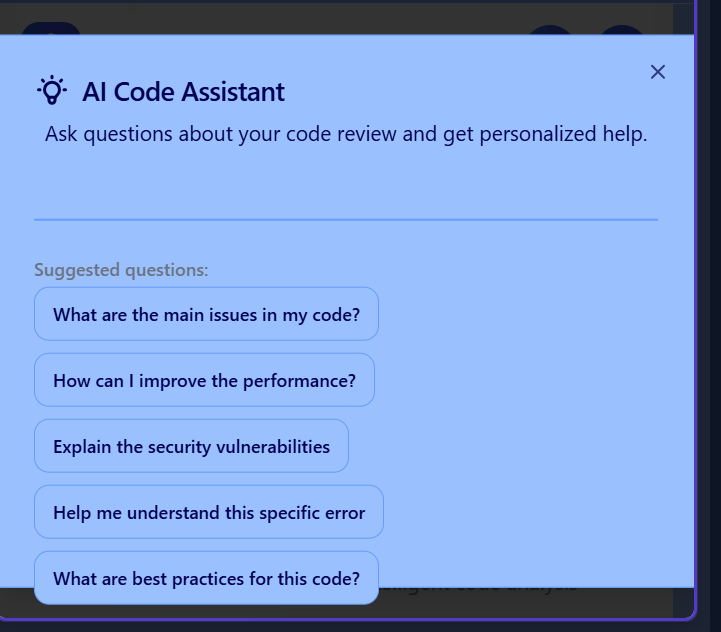 AI Code Assistant
Ask questions about your code review and get personalized help.
Suggested questions:
What are the main issues in my code?
How can I improve the performance?
Explain the security vulnerabilities
Help me understand this specific error
What are best practices for this code?
code analysis